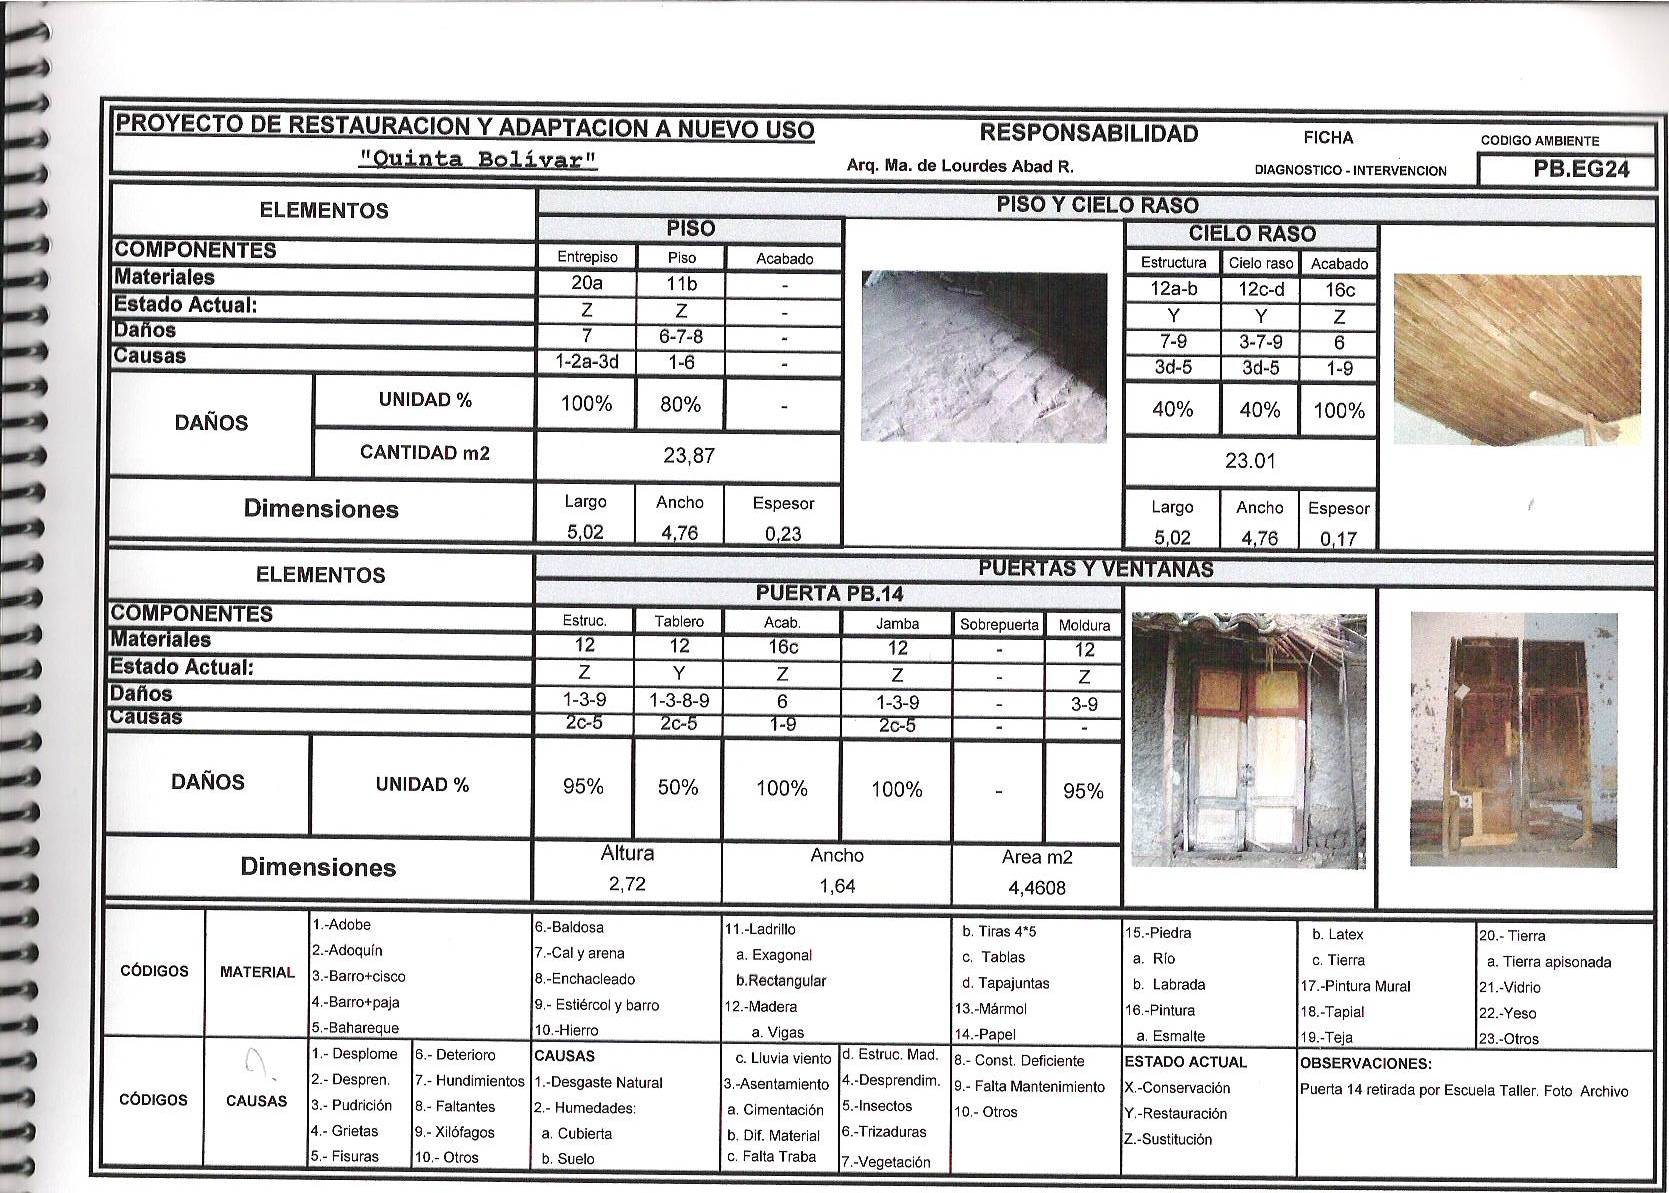 PROYECTO DE RESTAURACION Y ADAPTACION A NUEVO USO
"Quinta Bolívar"
RESPONSABILIDAD
Arq. Ma. de Lourdes Abad R.
FICHA
DIAGNOSTICO - INTERVENCION
CODIGO AMBIENTE
PB.EG24
ELEMENTOS
PISO Y CIELO RASO
PISO
CIELO RASO
COMPONENTES Entrepiso Piso Acabado Estructura Cielo raso Acabado
Materiales 20a 11b - 12a-b 12c-d 16c
Estado Actual: Z Z - Y Y Z
Daños 7 6-7-8 - 7-9 3-7-9 6
Causas 1-2a-3d 1-6 - 3d-5 3d-5 1-9
DAÑOS UNIDAD % 100% 80% - 40% 40% 100%
CANTIDAD m2 23,87 23.01
Dimensiones Largo Ancho Espesor Largo Ancho Espesor
5,02 4,76 0,23 5,02 4,76 0,17
ELEMENTOS
PUERTAS Y VENTANAS
PUERTA PB.14
COMPONENTES Estruc. Tablero Acab. Jamba Sobrepuerta Moldura
Materiales 12 12 16c 12 - 12
Estado Actual: Z Y Z Z - Z
Daños 1-3-9 1-3-8-9 6 1-3-9 - 3-9
Causas 2c-5 2c-5 1-9 2c-5 - -
DAÑOS UNIDAD % 95% 50% 100% 100% - 95%
Dimensiones Altura Ancho Area m2
2,72 1,64 4,4608
CÓDIGOS MATERIAL
1.-Adobe
2.-Adoquín
3.-Barro+cisco
4.-Barro+paja
5.-Bahareque
6.-Baldosa
7.-Cal y arena
8.-Enchacleado
9.- Estiércol y barro
10.-Hierro
11.-Ladrillo
a. Exagonal
b.Rectangular
12.-Madera
a. Vigas
b. Tiras 4*5
c. Tablas
d. Tapajuntas
13.-Mármol
14.-Papel
15.-Piedra
a. Río
b. Labrada
16.-Pintura
a. Esmalte
b. Latex
c. Tierra
17.-Pintura Mural
18.-Tapial
19.-Teja
20.- Tierra
a. Tierra apisonada
21.-Vidrio
22.-Yeso
23.-Otros
CÓDIGOS CAUSAS
1.- Desplome
2.- Despren.
3.- Pudrición
4.- Grietas
5.- Fisuras
6.- Deterioro
7.- Hundimientos
8.- Faltantes
9.- Xilófagos
10.- Otros
CAUSAS
1.-Desgaste Natural
2.- Humedades:
a. Cubierta
b. Suelo
c. Lluvia viento
3.-Asentamiento
a. Cimentación
b. Dif. Material
c. Falta Traba
d. Estruc. Mad.
4.-Desprendim.
5.-Insectos
6.-Trizaduras
7.-Vegetación
8.- Const. Deficiente
9.- Falta Mantenimiento
10.- Otros
ESTADO ACTUAL
X.-Conservación
Y.-Restauración
Z.-Sustitución
OBSERVACIONES:
Puerta 14 retirada por Escuela Taller. Foto Archivo